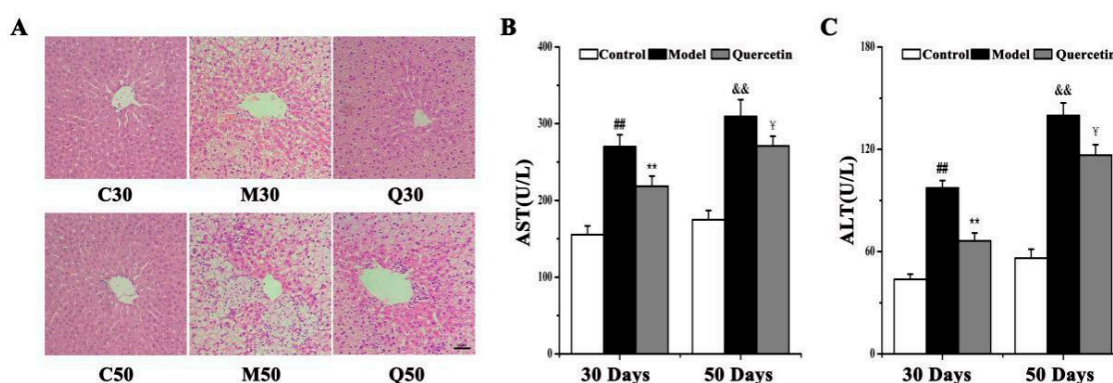 A
C30 M30 Q30
C50 M50 Q50
B
400
300
200
100
0
AST(U/L)
Control Model Quercetin
##
**
&&
¥
30 Days 50 Days
C
180
120
60
0
ALT(U/L)
Control Model Quercetin
##
**
&&
¥
30 Days 50 Days